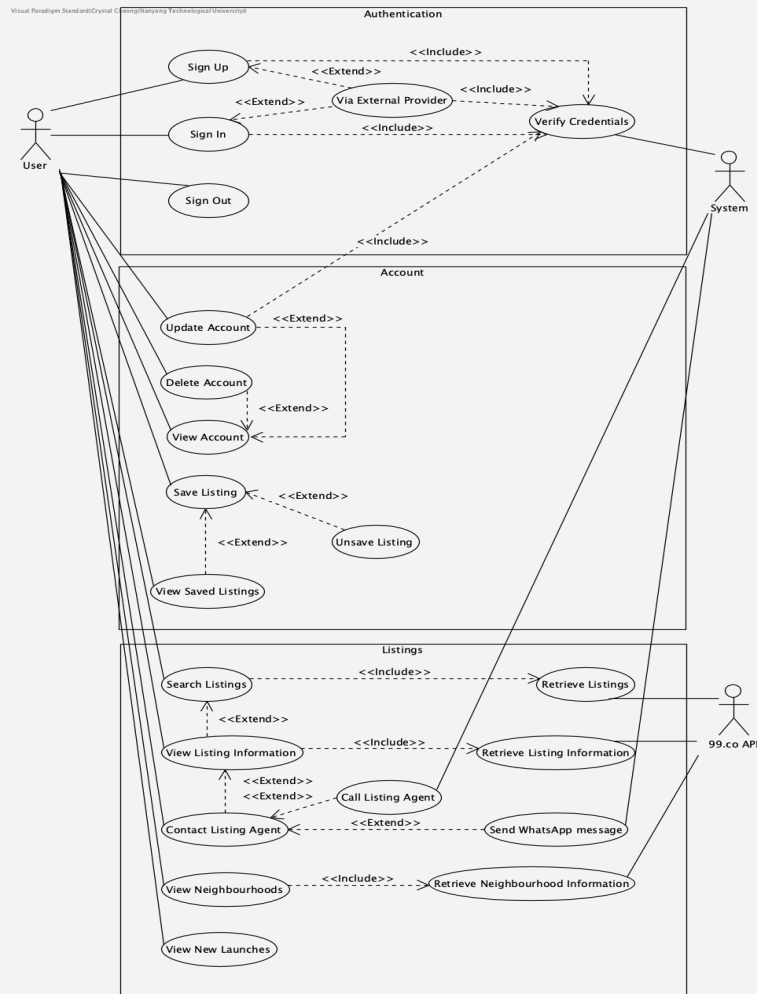 Visual Paradigm Standard(Crystal Cheong(Nanyang Technological University))
Authentication
<<Include>>
Sign Up
<<Extend>>
Via External Provider
<<Include>>
<<Extend>>
Verify Credentials
Sign In
<<Include>>
User
Sign Out
System
<<Include>>
Account
<<Extend>>
Update Account
Delete Account
<<Extend>>
View Account
Save Listing
<<Extend>>
Unsave Listing
<<Extend>>
View Saved Listings
Listings
<<Include>>
Search Listings
Retrieve Listings
<<Extend>>
99.co API
<<Include>>
View Listing Information
Retrieve Listing Information
<<Extend>>
<<Extend>>
Call Listing Agent
<<Extend>>
Contact Listing Agent
Send WhatsApp message
<<Include>>
View Neighbourhoods
Retrieve Neighbourhood Information
View New Launches